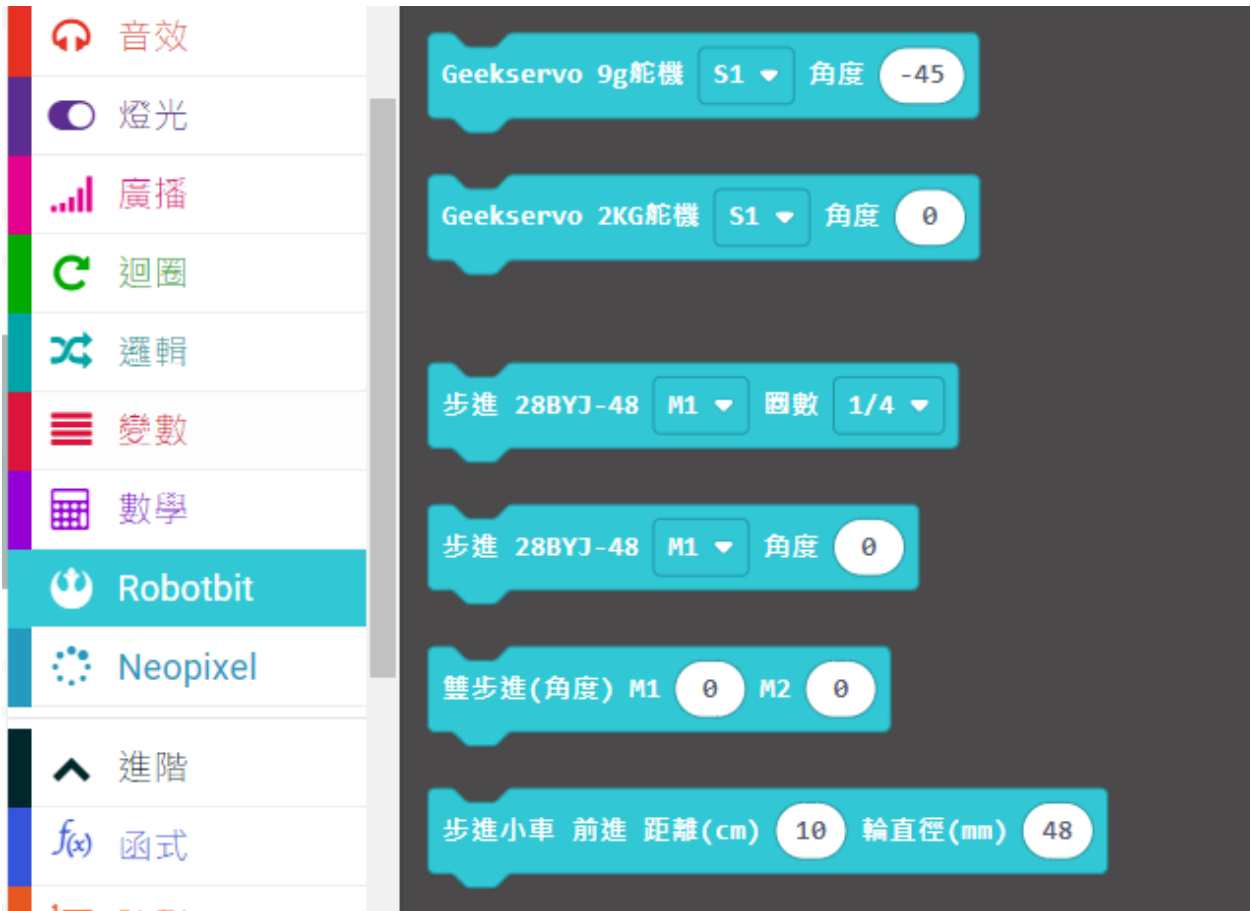 音效
燈光
廣播
迴圈
邏輯
變數
數學
Robotbit
Neopixel
進階
f(x) 函式
Geekservo 9g舵機 S1 角度 -45
Geekservo 2KG舵機 S1 角度 0
步進 28BYJ-48 M1 圈數 1/4
步進 28BYJ-48 M1 角度 0
雙步進(角度) M1 0 M2 0
步進小車 前進 距離(cm) 10 輪直徑(mm) 48